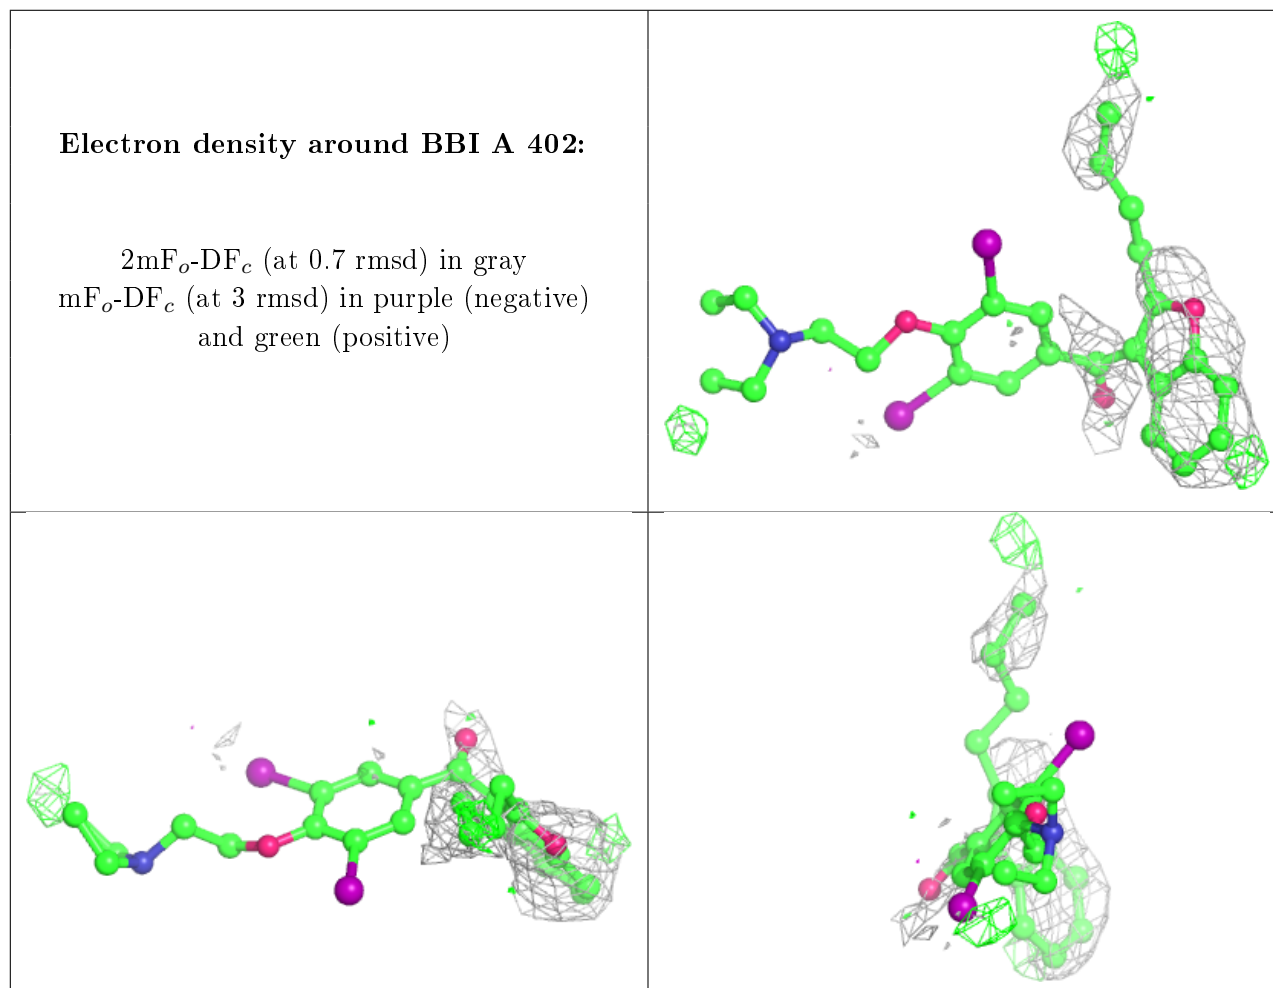 Electron density around BBI A 402:
2mFo-DFc (at 0.7 rmsd) in gray
mFo-DFc (at 3 rmsd) in purple (negative)
and green (positive)